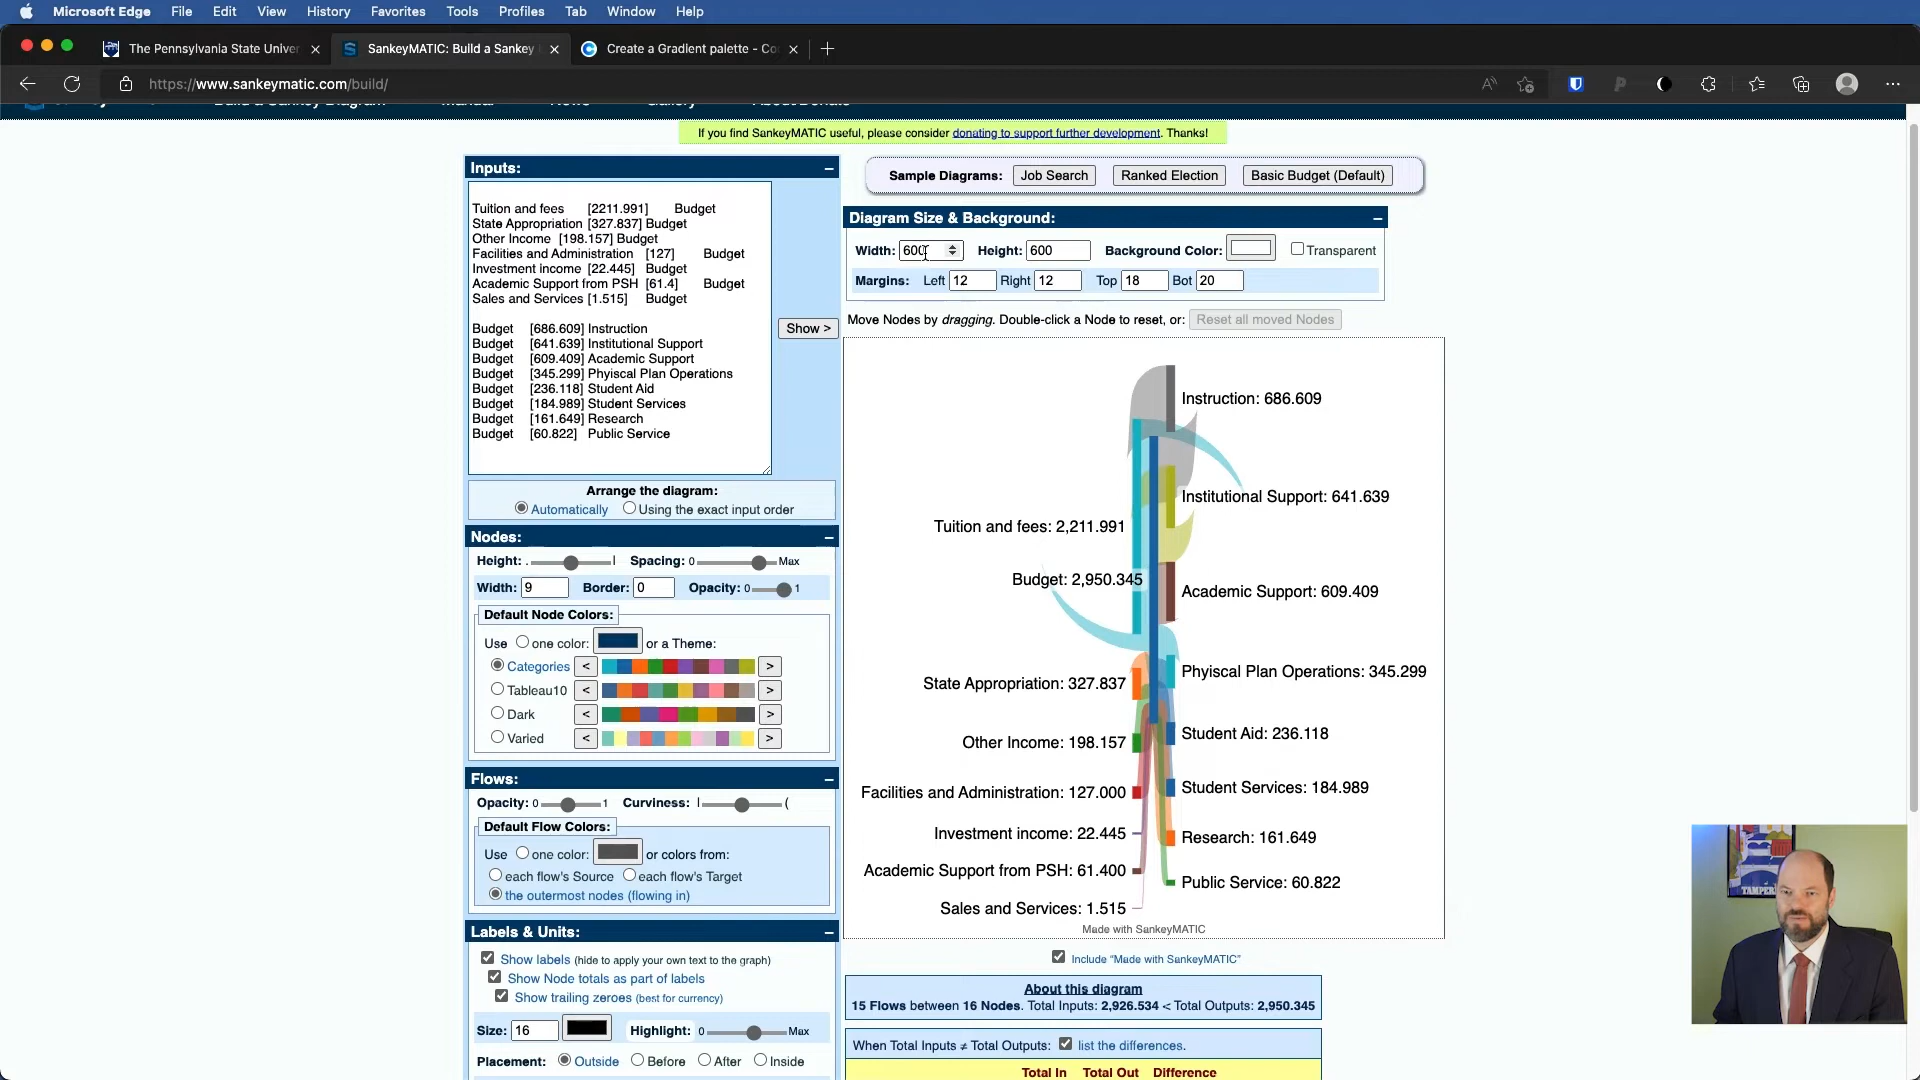 Microsoft Edge File Edit View History Favorites Tools Profiles Tab Window Help
The Pennsylvania State Univer
SankeyMATIC: Build a Sankey
Create a Gradient palette - Co
https://www.sankeymatic.com/build/
Build a Sankey Diagram Manual News Gallery About/Donate
If you find SankeyMATIC useful, please consider donating to support further development. Thanks!
Inputs:
Tuition and fees [2211.991] Budget
State Appropriation [327.837] Budget
Other Income [198.157] Budget
Facilities and Administration [127] Budget
Investment income [22.445] Budget
Academic Support from PSH [61.4] Budget
Sales and Services [1.515] Budget
Budget [686.609] Instruction
Budget [641.639] Institutional Support
Budget [609.409] Academic Support
Budget [345.299] Phyiscal Plan Operations
Budget [236.118] Student Aid
Budget [184.989] Student Services
Budget [161.649] Research
Budget [60.822] Public Service
Show >
Arrange the diagram:
Automatically Using the exact input order
Nodes:
Height: Spacing: 0 Max
Width: 9 Border: 0 Opacity: 0 1
Default Node Colors:
Use one color: or a Theme:
Categories < >
Tableau10 < >
Dark < >
Varied < >
Flows:
Opacity: 0 1 Curviness: | (
Default Flow Colors:
Use one color: or colors from:
each flow's Source each flow's Target
the outermost nodes (flowing in)
Labels & Units:
Show labels (hide to apply your own text to the graph)
Show Node totals as part of labels
Show trailing zeroes (best for currency)
Size: 16 Highlight: 0 Max
Placement: Outside Before After Inside
Sample Diagrams: Job Search Ranked Election Basic Budget (Default)
Diagram Size & Background:
Width: 600 Height: 600 Background Color: Transparent
Margins: Left 12 Right 12 Top 18 Bot 20
Move Nodes by dragging. Double-click a Node to reset, or: Reset all moved Nodes
Instruction: 686.609
Institutional Support: 641.639
Tuition and fees: 2,211.991
Budget: 2,950.345
Academic Support: 609.409
Phyiscal Plan Operations: 345.299
State Appropriation: 327.837
Student Aid: 236.118
Other Income: 198.157
Student Services: 184.989
Facilities and Administration: 127.000
Investment income: 22.445
Research: 161.649
Academic Support from PSH: 61.400
Public Service: 60.822
Sales and Services: 1.515
Made with SankeyMATIC
Include “Made with SankeyMATIC”
About this diagram
15 Flows between 16 Nodes. Total Inputs: 2,926.534 < Total Outputs: 2,950.345
When Total Inputs ≠ Total Outputs: list the differences.
Total In Total Out Difference
TAMPER